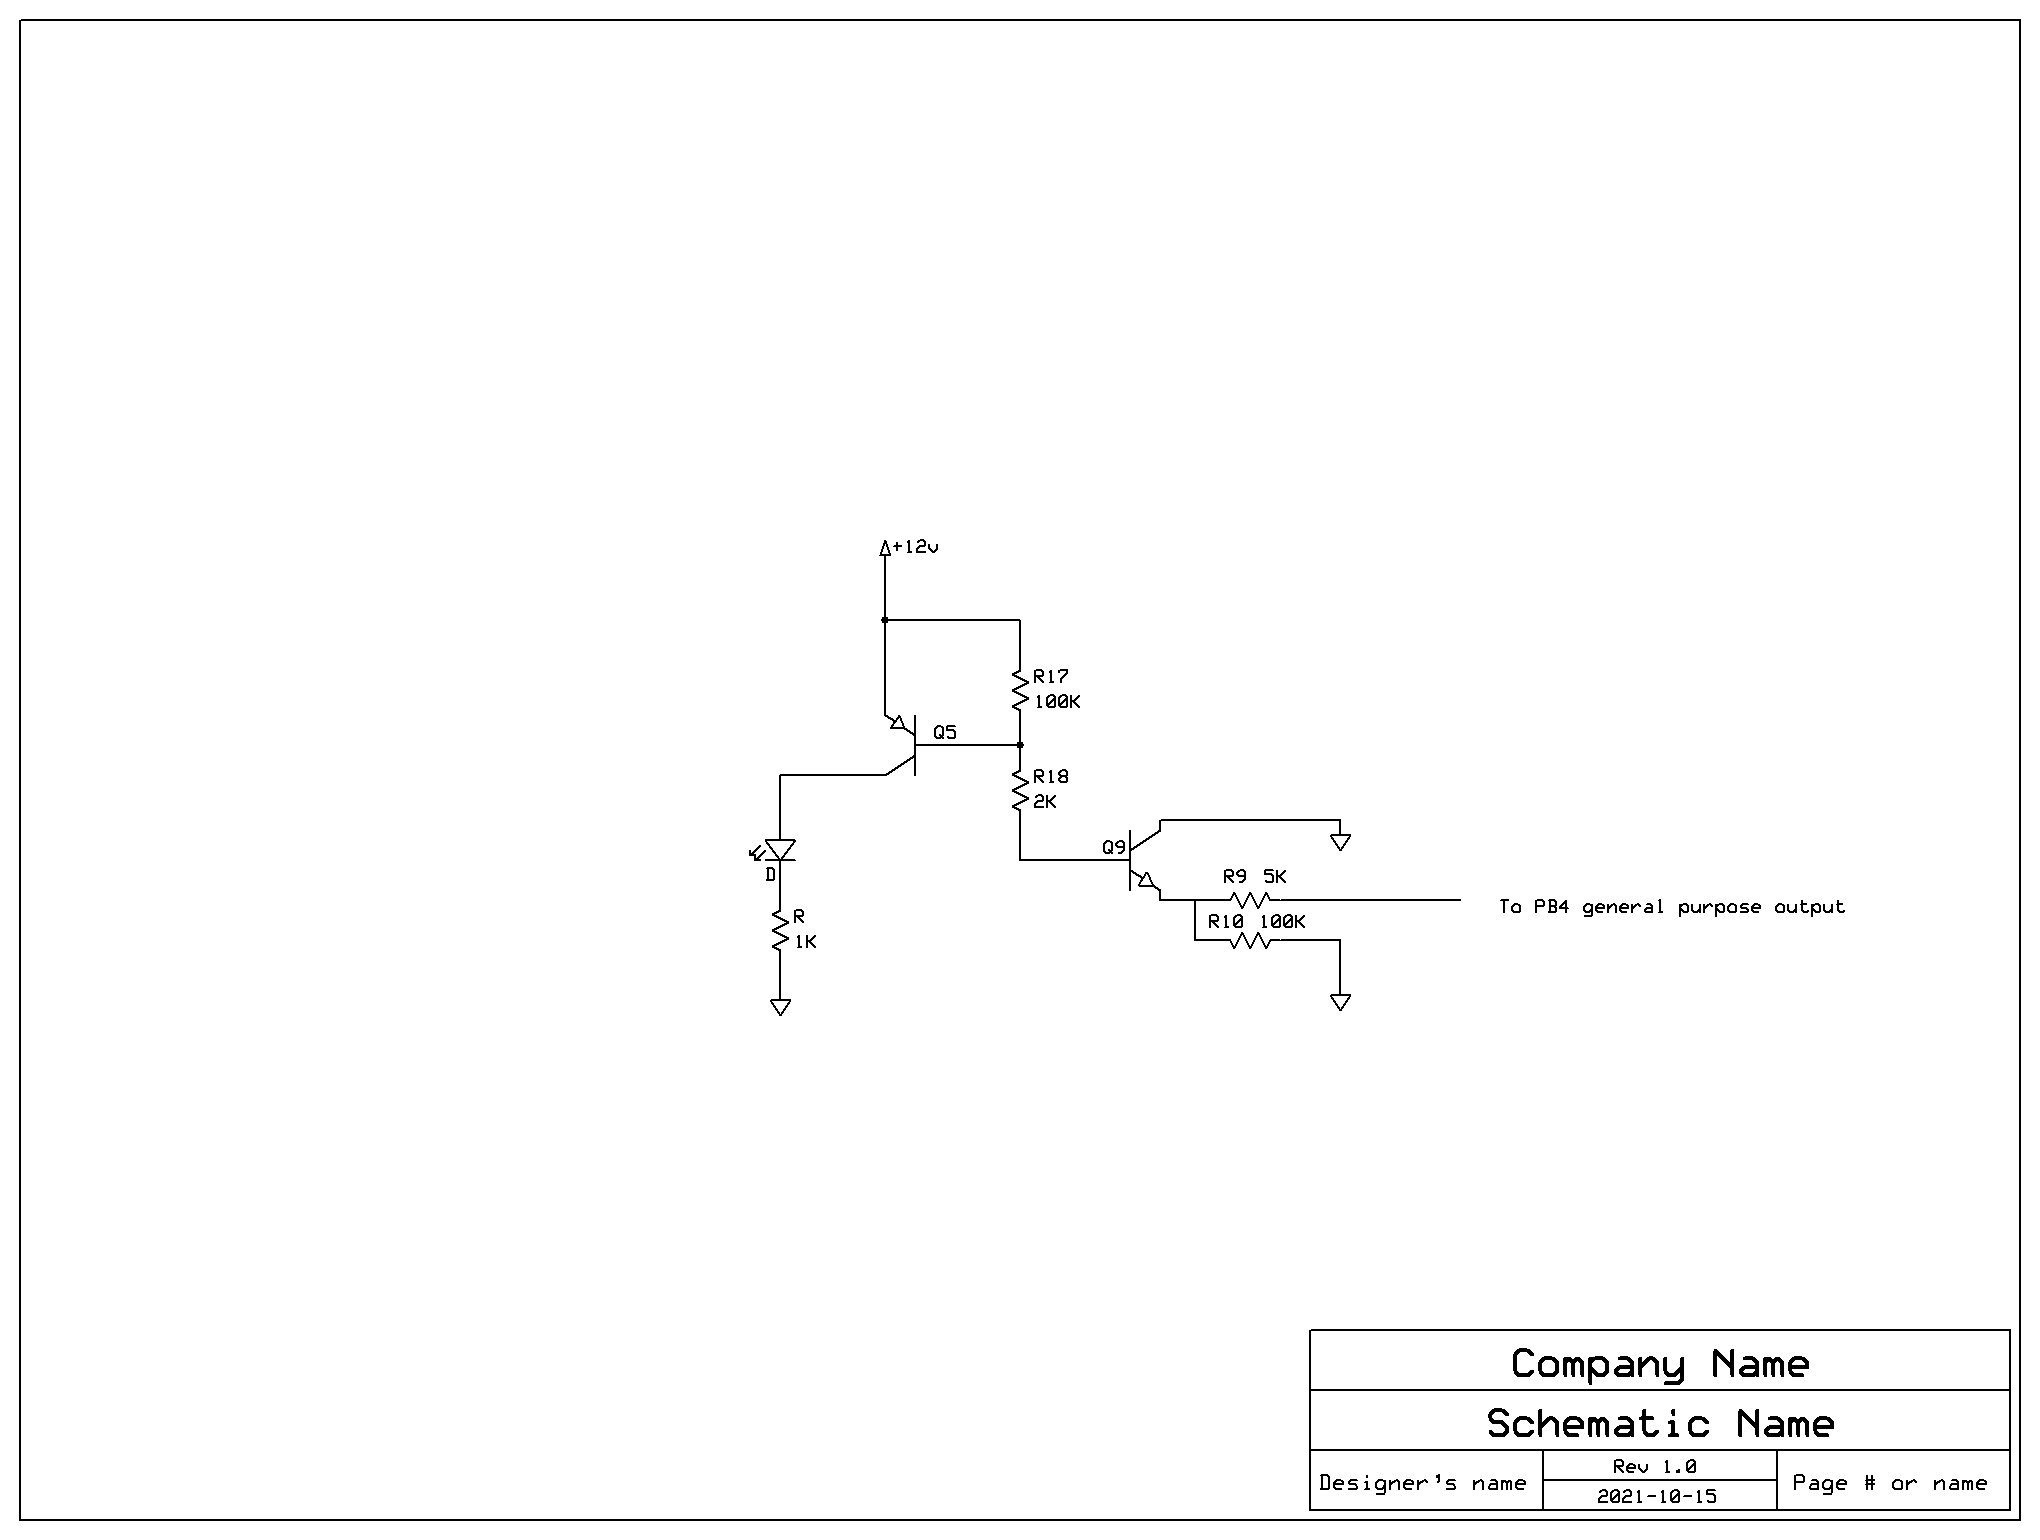 +12v
R17
100K
Q5
R18
2K
Q9
D
R
1K
R9 5K
To PB4 general purpose output
R10 100K
Company Name
Schematic Name
Designer's name
Rev 1.0
2021-10-15
Page # or name